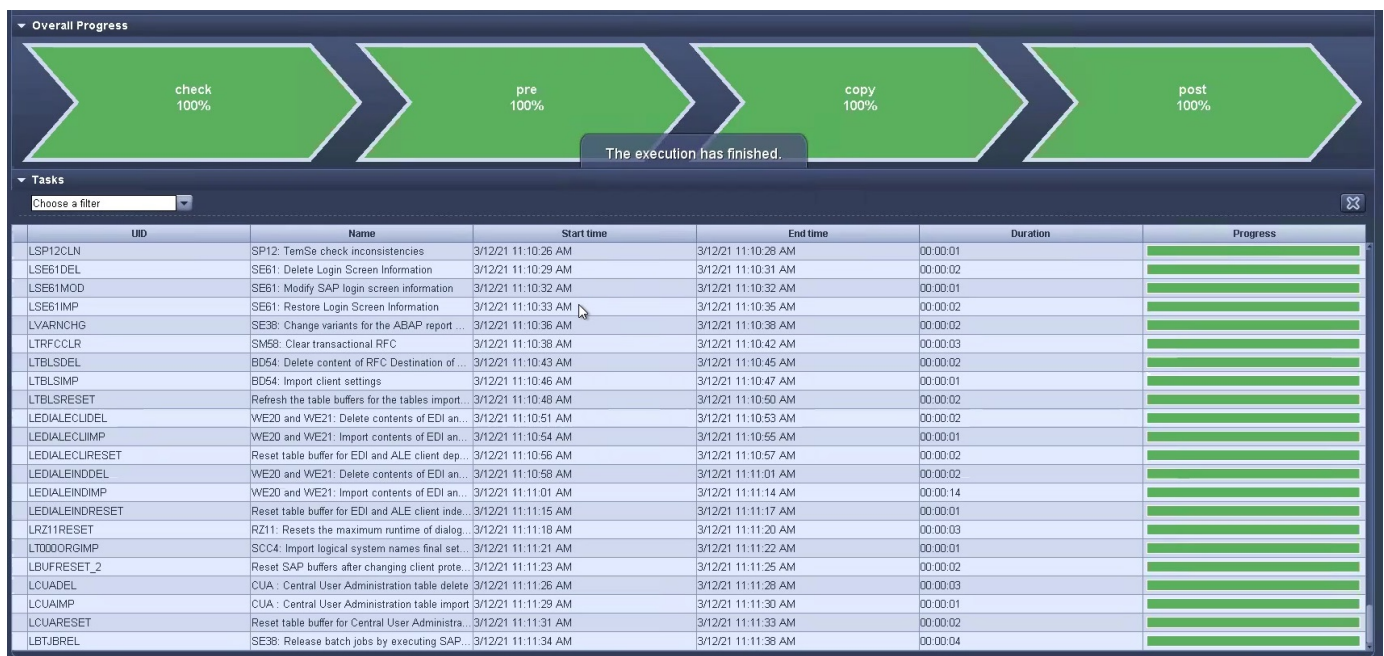 Overall Progress
check
100%
pre
100%
copy
100%
post
100%
The execution has finished.
Tasks
Choose a filter
UID Name Start time End time Duration Progress
LSP12CLN SP12: TemSe check inconsistencies 3/12/21 11:10:26 AM 3/12/21 11:10:28 AM 00:00:01
LSE61DEL SE61: Delete Login Screen Information 3/12/21 11:10:29 AM 3/12/21 11:10:31 AM 00:00:02
LSE61MOD SE61: Modify SAP login screen information 3/12/21 11:10:32 AM 3/12/21 11:10:32 AM 00:00:01
LSE61IMP SE61: Restore Login Screen Information 3/12/21 11:10:33 AM 3/12/21 11:10:35 AM 00:00:02
LVARNCHG SE38: Change variants for the ABAP report ... 3/12/21 11:10:36 AM 3/12/21 11:10:38 AM 00:00:02
LTRFCCLR SM58: Clear transactional RFC 3/12/21 11:10:38 AM 3/12/21 11:10:42 AM 00:00:03
LTBLSDEL BD54: Delete content of RFC Destination of ... 3/12/21 11:10:43 AM 3/12/21 11:10:45 AM 00:00:02
LTBLSIMP BD54: Import client settings 3/12/21 11:10:46 AM 3/12/21 11:10:47 AM 00:00:01
LTBLSRESET Refresh the table buffers for the tables import... 3/12/21 11:10:48 AM 3/12/21 11:10:50 AM 00:00:02
LEDIALECLIDEL WE20 and WE21: Delete contents of EDI an... 3/12/21 11:10:51 AM 3/12/21 11:10:53 AM 00:00:02
LEDIALECLIIMP WE20 and WE21: Import contents of EDI an... 3/12/21 11:10:54 AM 3/12/21 11:10:55 AM 00:00:01
LEDIALECLIRESET Reset table buffer for EDI and ALE client dep... 3/12/21 11:10:56 AM 3/12/21 11:10:57 AM 00:00:02
LEDIALEINDDEL WE20 and WE21: Delete contents of EDI an... 3/12/21 11:10:58 AM 3/12/21 11:11:01 AM 00:00:02
LEDIALEINDIMP WE20 and WE21: Import contents of EDI an... 3/12/21 11:11:01 AM 3/12/21 11:11:14 AM 00:00:14
LEDIALEINDRESET Reset table buffer for EDI and ALE client inde... 3/12/21 11:11:15 AM 3/12/21 11:11:17 AM 00:00:01
LRZ11RESET RZ11: Resets the maximum runtime of dialog... 3/12/21 11:11:18 AM 3/12/21 11:11:20 AM 00:00:03
LT000ORGIMP SCC4: Import logical system names final set... 3/12/21 11:11:21 AM 3/12/21 11:11:22 AM 00:00:01
LBUFRESET_2 Reset SAP buffers after changing client prote... 3/12/21 11:11:23 AM 3/12/21 11:11:25 AM 00:00:02
LCUADEL CUA : Central User Administration table delete 3/12/21 11:11:26 AM 3/12/21 11:11:28 AM 00:00:03
LCUAIMP CUA : Central User Administration table import 3/12/21 11:11:29 AM 3/12/21 11:11:30 AM 00:00:01
LCUARESET Reset table buffer for Central User Administra... 3/12/21 11:11:31 AM 3/12/21 11:11:33 AM 00:00:02
LBTJBREL SE38: Release batch jobs by executing SAP... 3/12/21 11:11:34 AM 3/12/21 11:11:38 AM 00:00:04